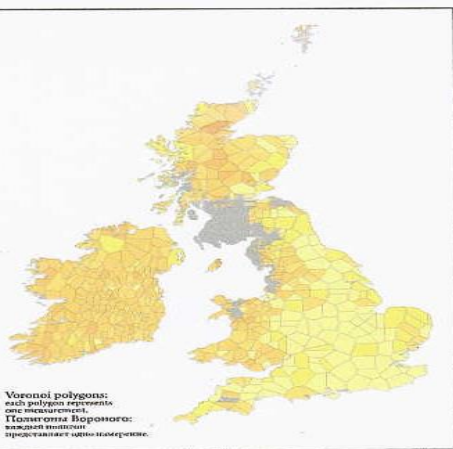 Voronoi polygons:
each polygon represents
one measurement.
Полигоны Вороного:
каждый полигон
представляет одно измерение.